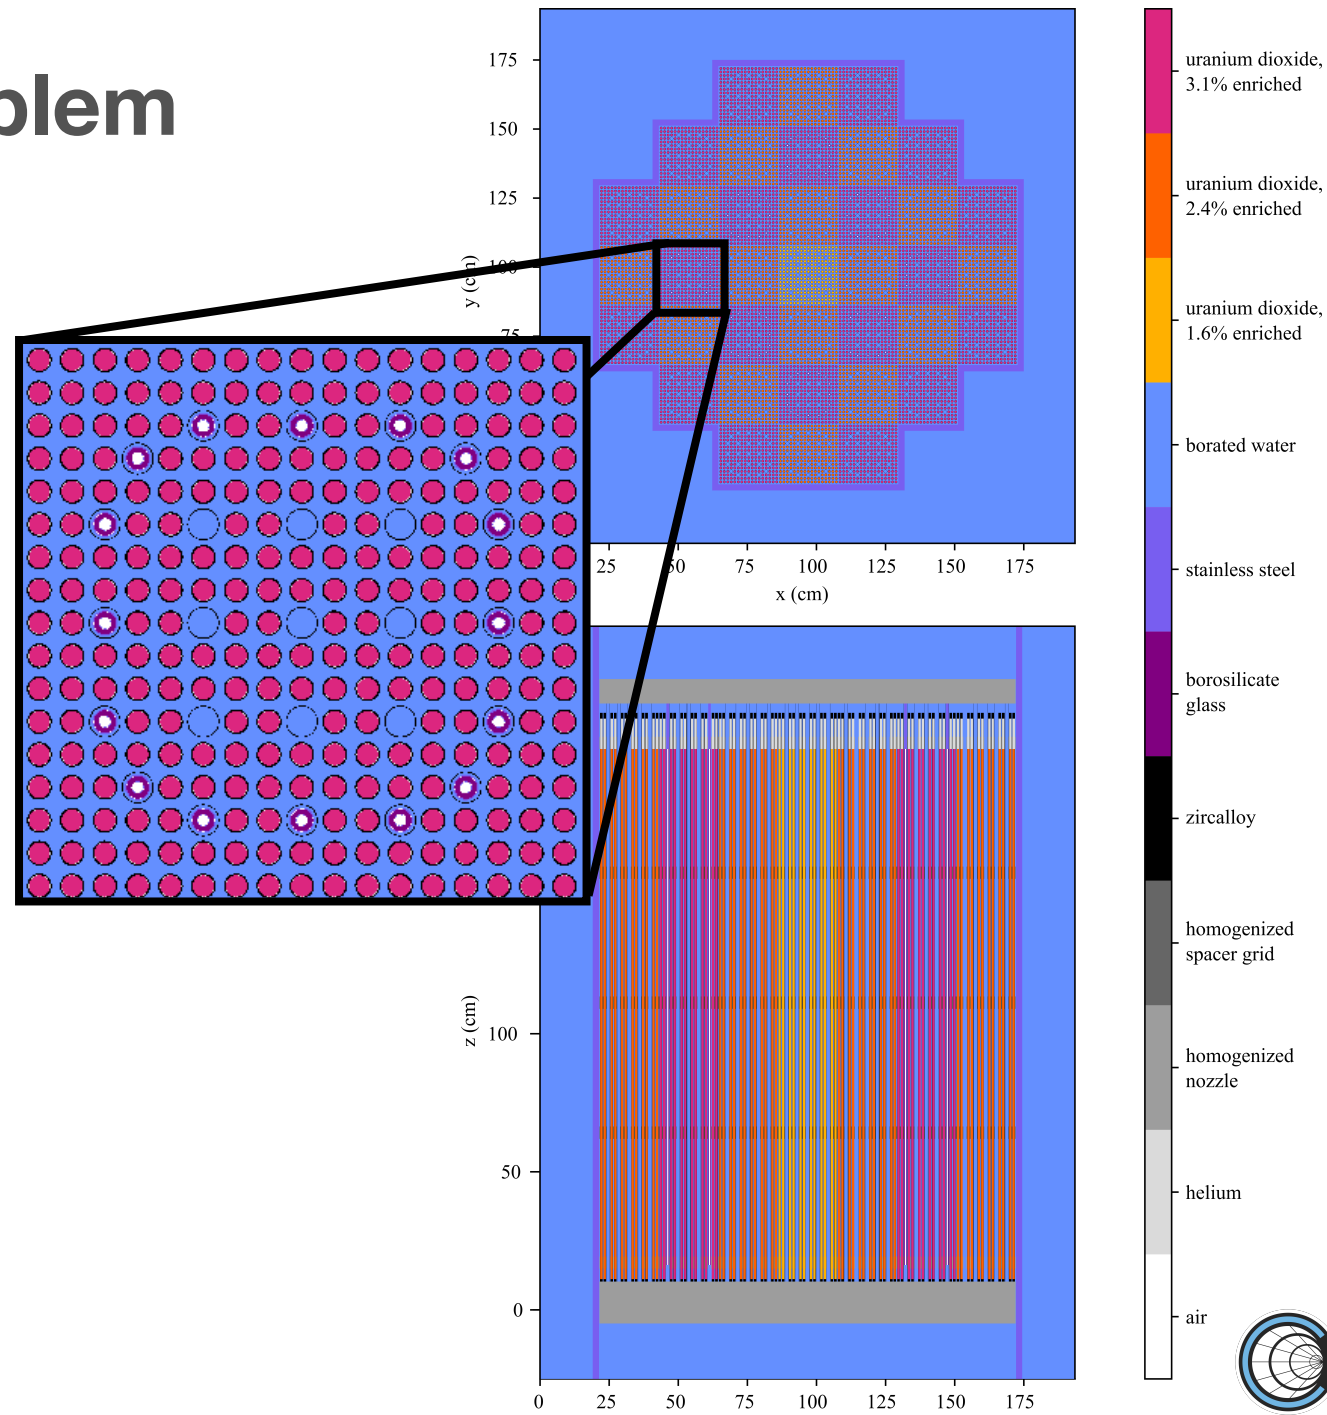 blem
175
150
125
100
75
y (cm)
25
50
75
100
125
150
175
x (cm)
100
50
0
z (cm)
0
25
50
75
100
125
150
175
uranium dioxide,
3.1% enriched
uranium dioxide,
2.4% enriched
uranium dioxide,
1.6% enriched
borated water
stainless steel
borosilicate
glass
zircalloy
homogenized
spacer grid
homogenized
nozzle
helium
air